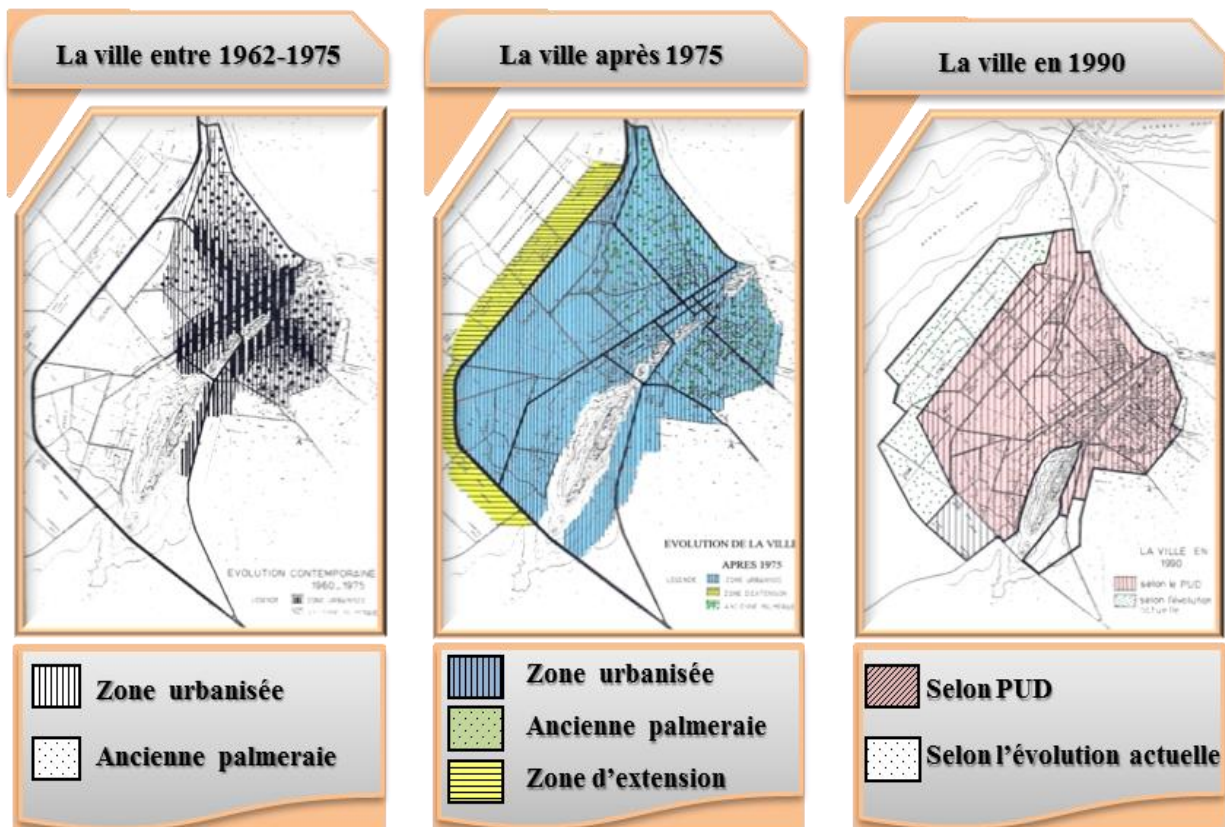 La ville entre 1962-1975
EVOLUTION CONTEMPORAINE
1960_1975
LEGENDE ZONE URBANISEE
Zone urbanisée
Ancienne palmeraie
La ville après 1975
EVOLUTION DE LA VILLE
APRES 1975
LEGENDE ZONE URBANISEE
ZONE D'EXTENSION
ANCIENNE PALMERAIE
Zone urbanisée
Ancienne palmeraie
Zone d'extension
La ville en 1990
LA VILLE EN
1990
selon le PUD
selon l'évolution
actuelle
Selon PUD
Selon l'évolution actuelle